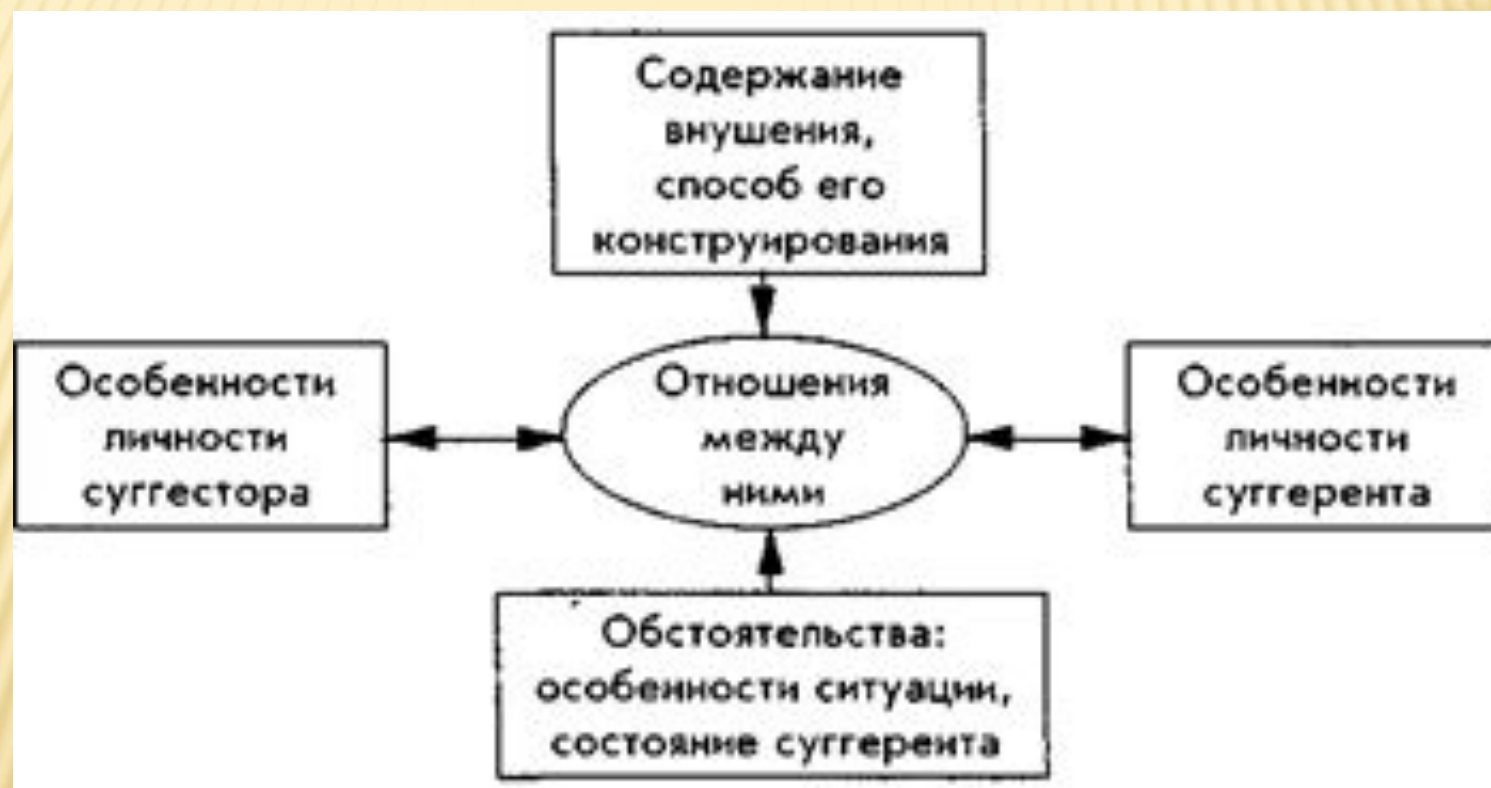 Содержание
внушения,
способ его
конструирования
Особенности
личности
суггестора
Отношения
между
ними
Особенности
личности
суггерента
Обстоятельства:
особенности ситуации,
состояние суггерента